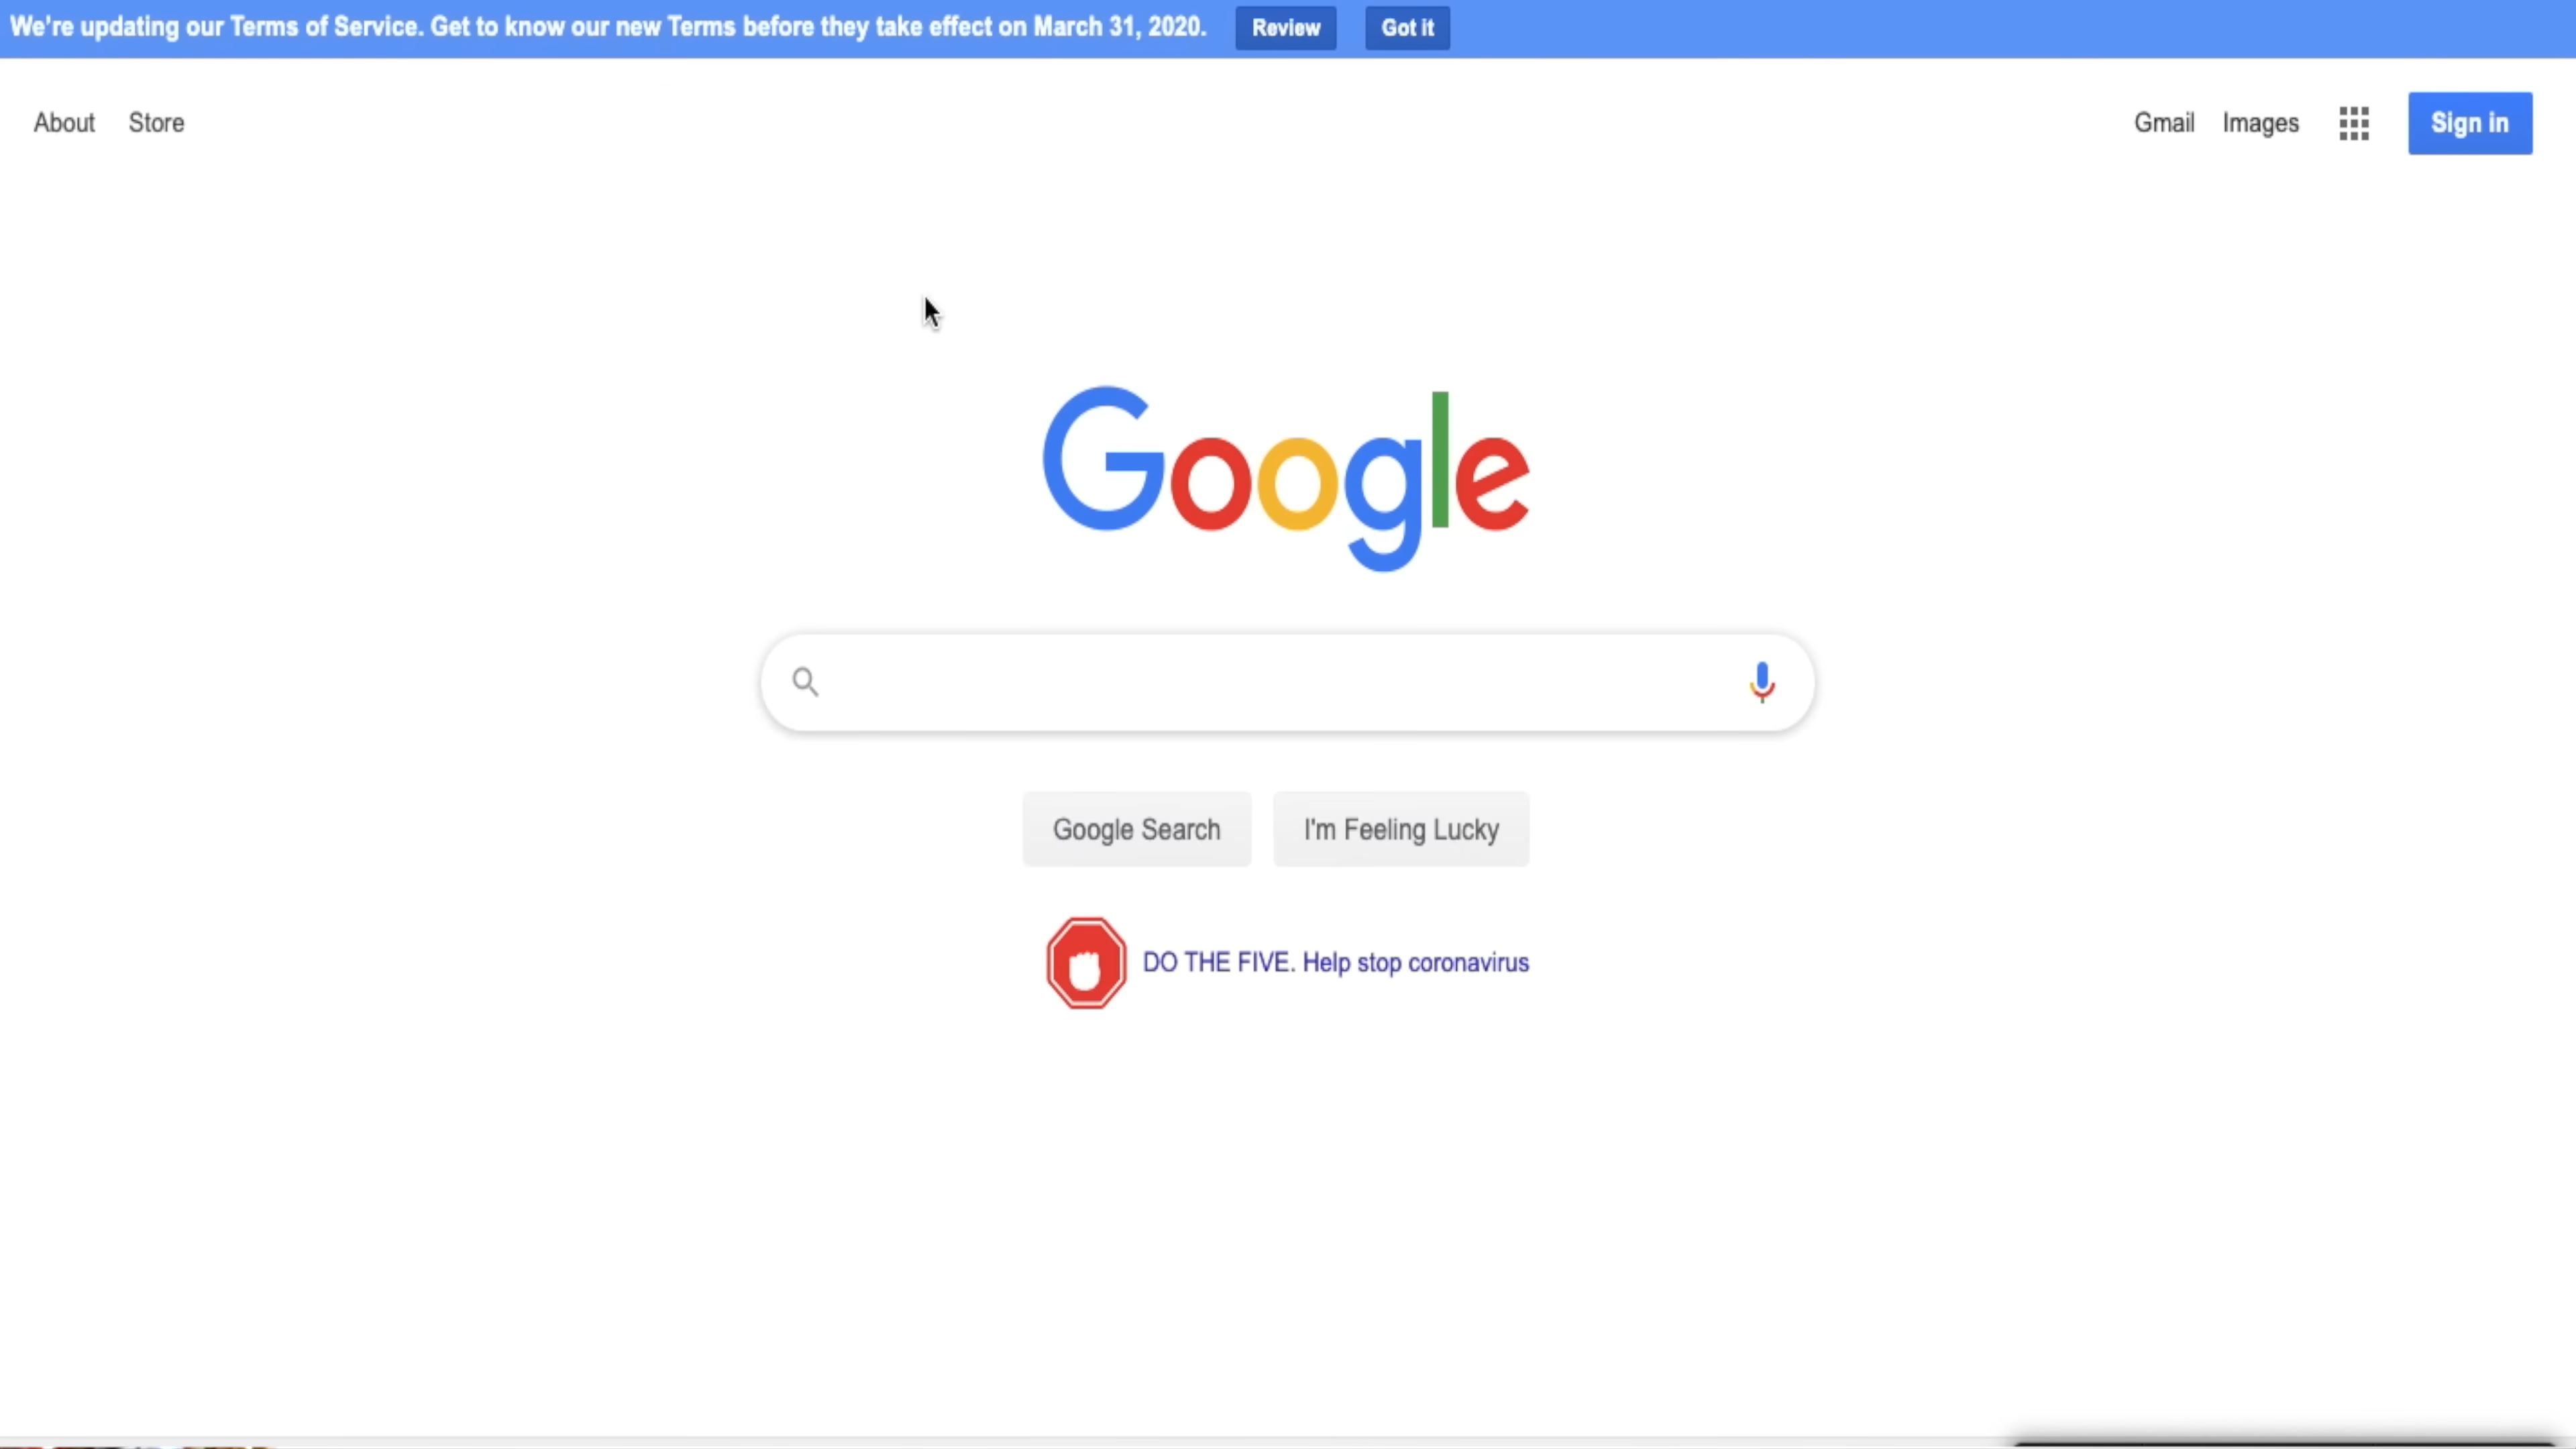 We're updating our Terms of Service. Get to know our new Terms before they take effect on March 31, 2020. Review Got it
About Store Gmail Images Sign in
Google
Google Search I'm Feeling Lucky
DO THE FIVE. Help stop coronavirus